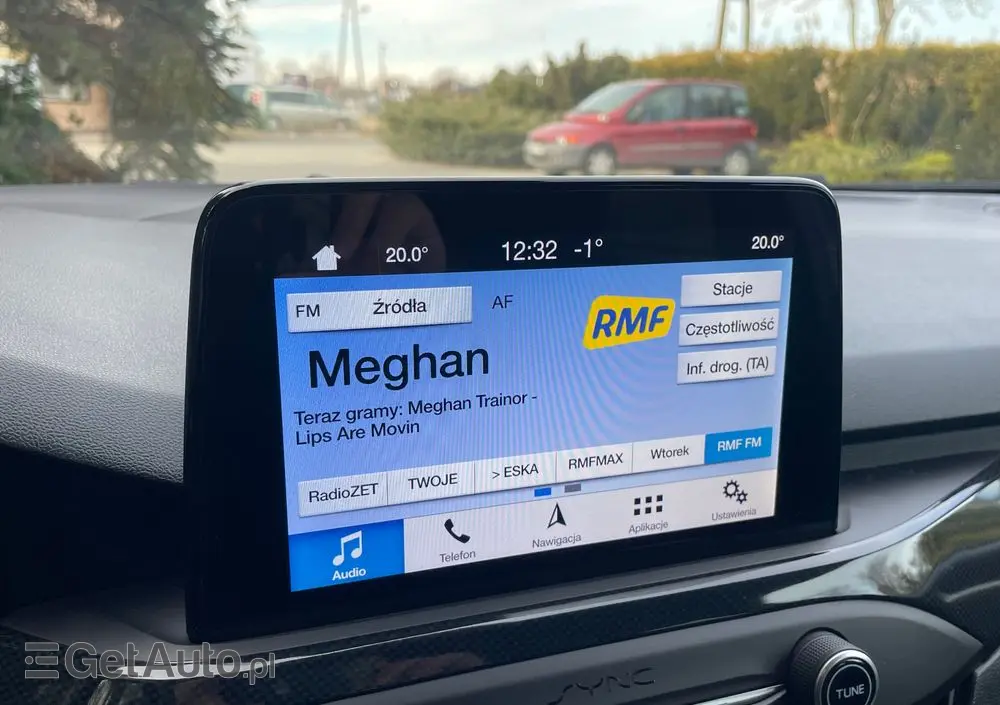 20.0°
12:32
-1°
20.0°
FM
Źródła
AF
RMF
Stacje
Częstotliwość
Inf. drog. (TA)
Meghan
Teraz gramy: Meghan Trainor -
Lips Are Movin
RadioZET
TWOJE
> ESKA
RMFMAX
Wtorek
RMF FM
Audio
Telefon
Nawigacja
Aplikacje
Ustawienia
GetAuto.pl
SYNC
TUNE